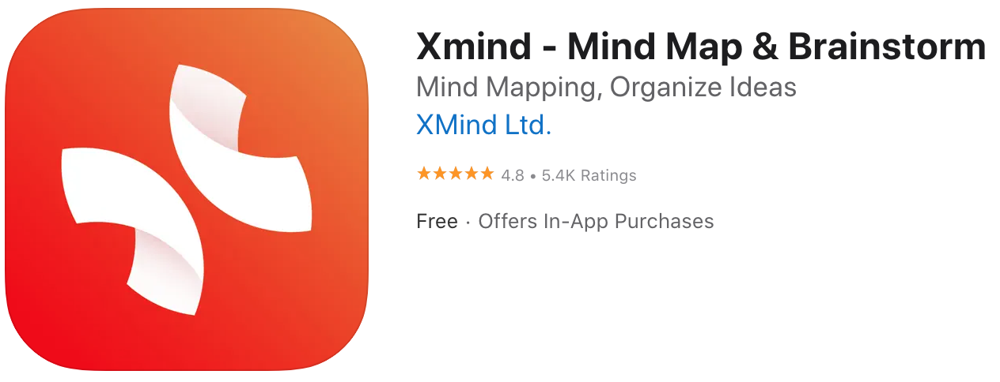 Xmind - Mind Map & Brainstorm
Mind Mapping, Organize Ideas
XMind Ltd.
★★★★★ 4.8 • 5.4K Ratings
Free · Offers In-App Purchases